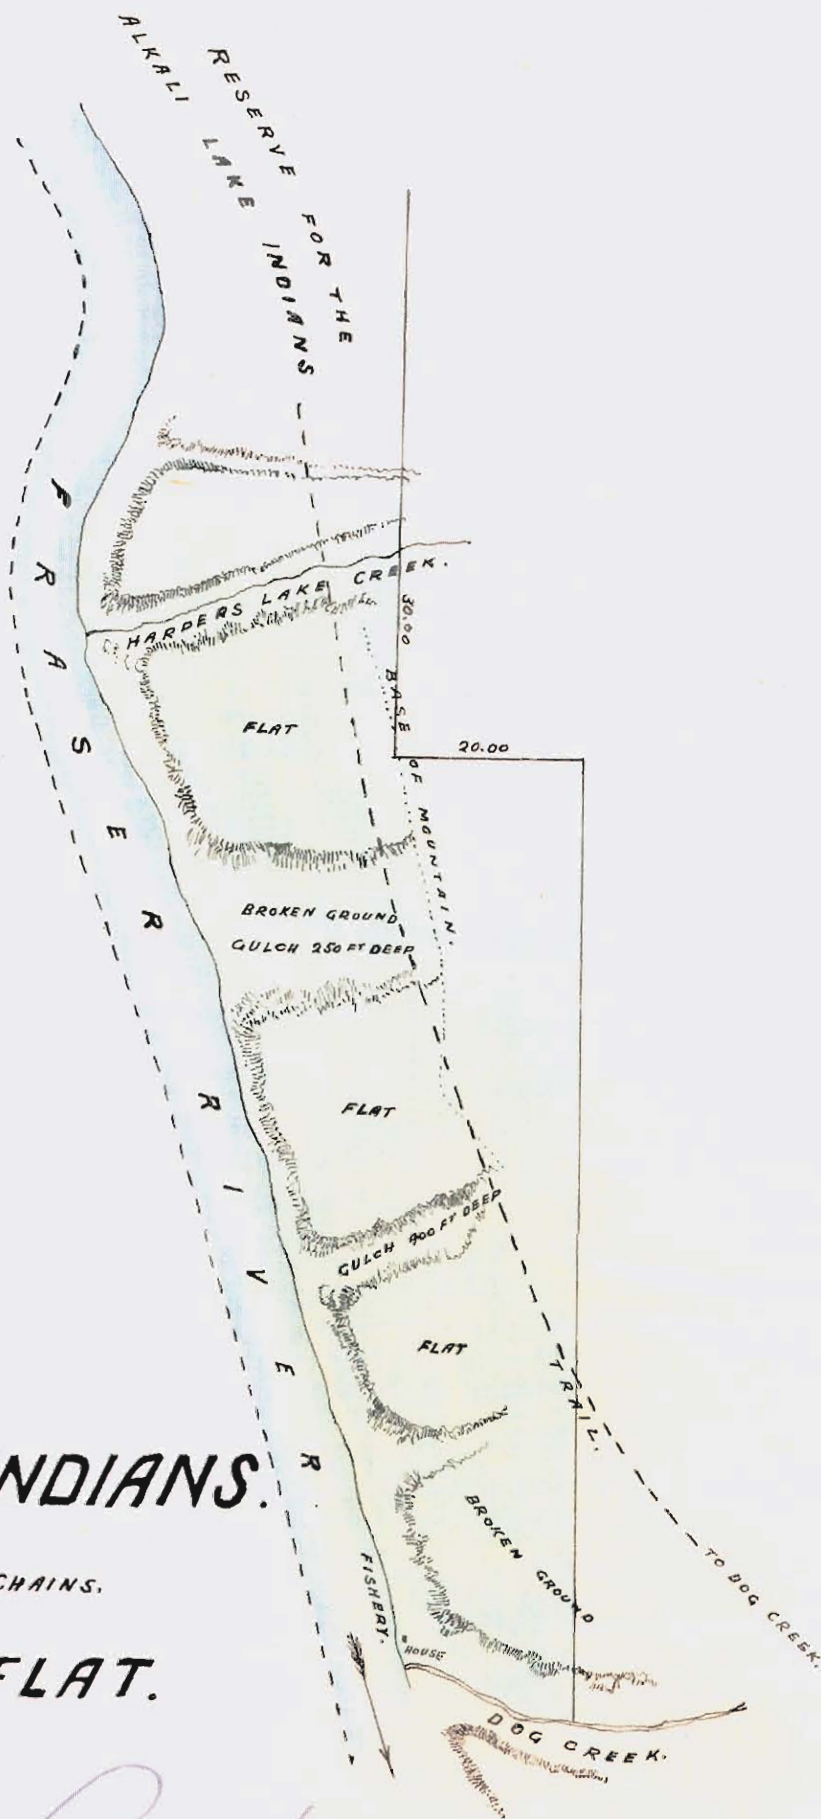 RESERVE FOR THE
ALKALI LAKE INDIANS
FRASER RIVER
HARPERS LAKE CREEK.
30.00
BASE OF MOUNTAIN.
FLAT
20.00
BROKEN GROUND
GULCH 250 FT DEEP
FLAT
GULCH 400 FT DEEP
FLAT
TRAIL.
BROKEN GROUND
TO DOG CREEK.
FISHERY.
HOUSE
DOG CREEK.
NDIANS.
CHAINS.
FLAT.